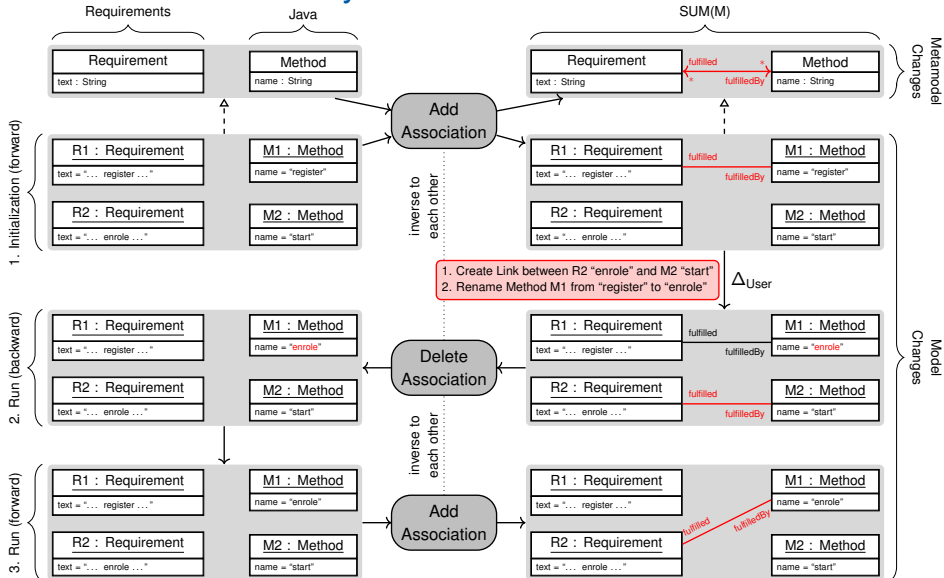 Requirements
Java
SUM(M)
Requirement
text : String
Method
name : String
Requirement
text : String
fulfilled
*
*
fulfilledBy
Method
name : String
Metamodel
Changes
Add
Association
1. Initialization (forward)
R1 : Requirement
text = “... register ...”
M1 : Method
name = “register”
R2 : Requirement
text = “... enrole ...”
M2 : Method
name = “start”
inverse to
each other
R1 : Requirement
text = “... register ...”
fulfilled
fulfilledBy
M1 : Method
name = “register”
R2 : Requirement
text = “... enrole ...”
M2 : Method
name = “start”
1. Create Link between R2 “enrole” and M2 “start”
2. Rename Method M1 from “register” to “enrole”
ΔUser
Model
Changes
2. Run (backward)
R1 : Requirement
text = “... register ...”
M1 : Method
name = “enrole”
R2 : Requirement
text = “... enrole ...”
M2 : Method
name = “start”
Delete
Association
R1 : Requirement
text = “... register ...”
fulfilled
fulfilledBy
M1 : Method
name = “enrole”
R2 : Requirement
text = “... enrole ...”
fulfilled
fulfilledBy
M2 : Method
name = “start”
inverse to
each other
3. Run (forward)
R1 : Requirement
text = “... register ...”
M1 : Method
name = “enrole”
R2 : Requirement
text = “... enrole ...”
M2 : Method
name = “start”
Add
Association
R1 : Requirement
text = “... register ...”
fulfilled
fulfilledBy
M1 : Method
name = “enrole”
R2 : Requirement
text = “... enrole ...”
M2 : Method
name = “start”